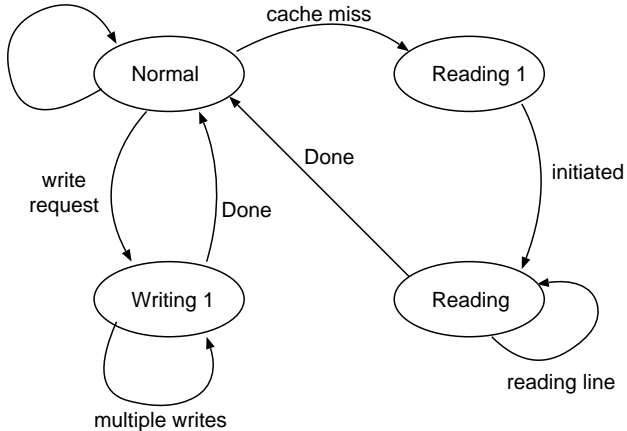 cache miss
Normal
Reading 1
Done
initiated
write
request
Done
Writing 1
Reading
reading line
multiple writes